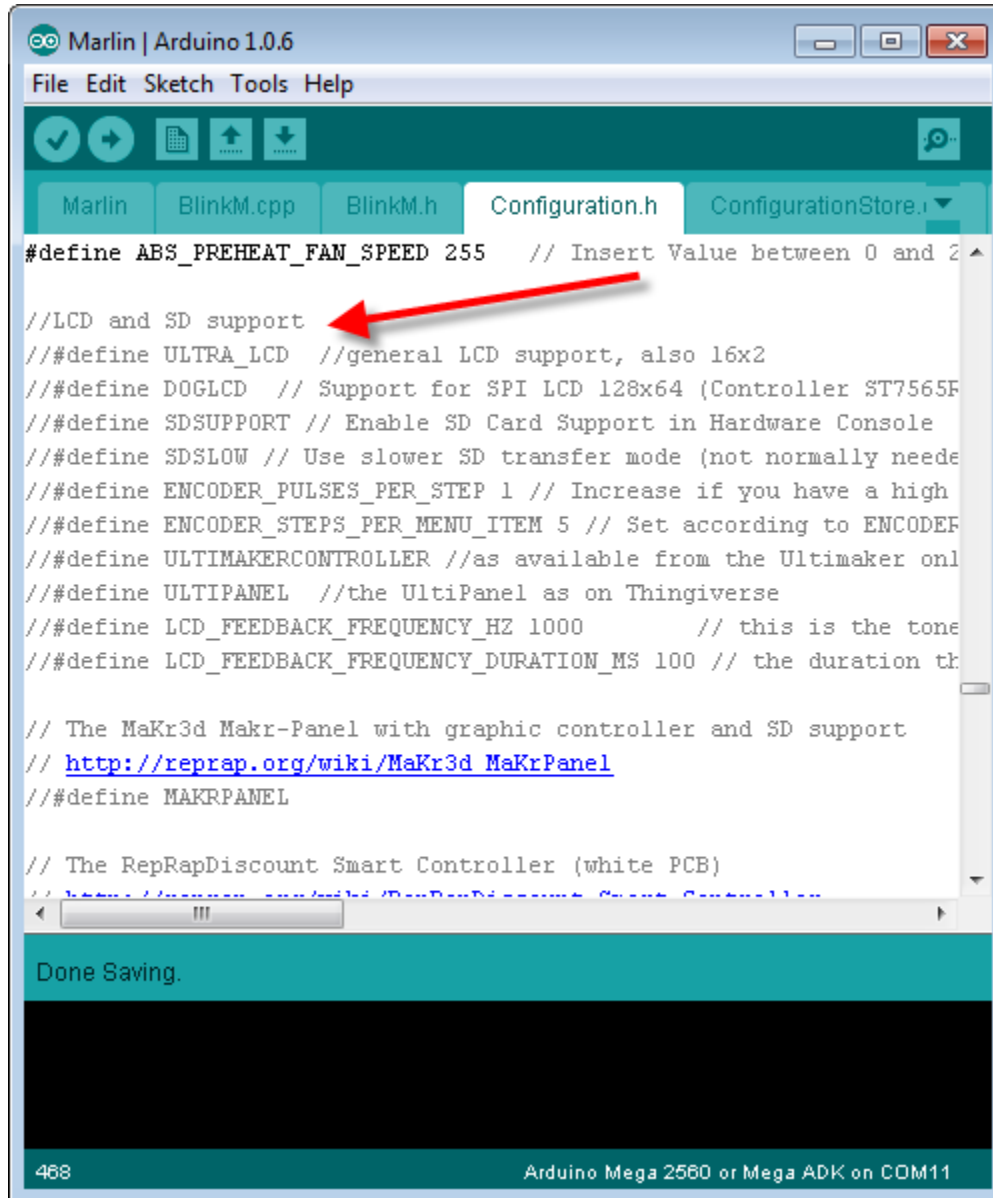 Marlin | Arduino 1.0.6
File Edit Sketch Tools Help
Marlin BlinkM.cpp BlinkM.h Configuration.h ConfigurationStore.
#define ABS_PREHEAT_FAN_SPEED 255 // Insert Value between 0 and 2
//LCD and SD support
//#define ULTRA_LCD //general LCD support, also 16x2
//#define DOGLCD // Support for SPI LCD 128x64 (Controller ST7565R
//#define SDSUPPORT // Enable SD Card Support in Hardware Console
//#define SDSLOW // Use slower SD transfer mode (not normally neede
//#define ENCODER_PULSES_PER_STEP 1 // Increase if you have a high
//#define ENCODER_STEPS_PER_MENU_ITEM 5 // Set according to ENCODER
//#define ULTIMAKERCONTROLLER //as available from the Ultimaker onl
//#define ULTIPANEL //the UltiPanel as on Thingiverse
//#define LCD_FEEDBACK_FREQUENCY_HZ 1000 // this is the tone
//#define LCD_FEEDBACK_FREQUENCY_DURATION_MS 100 // the duration th
// The MaKr3d Makr-Panel with graphic controller and SD support
// http://reprap.org/wiki/MaKr3d_MaKrPanel
//#define MAKRPANEL
// The RepRapDiscount Smart Controller (white PCB)
// http://reprap.org/wiki/RepRapDiscount_Smart_Controller
Done Saving.
468 Arduino Mega 2560 or Mega ADK on COM11